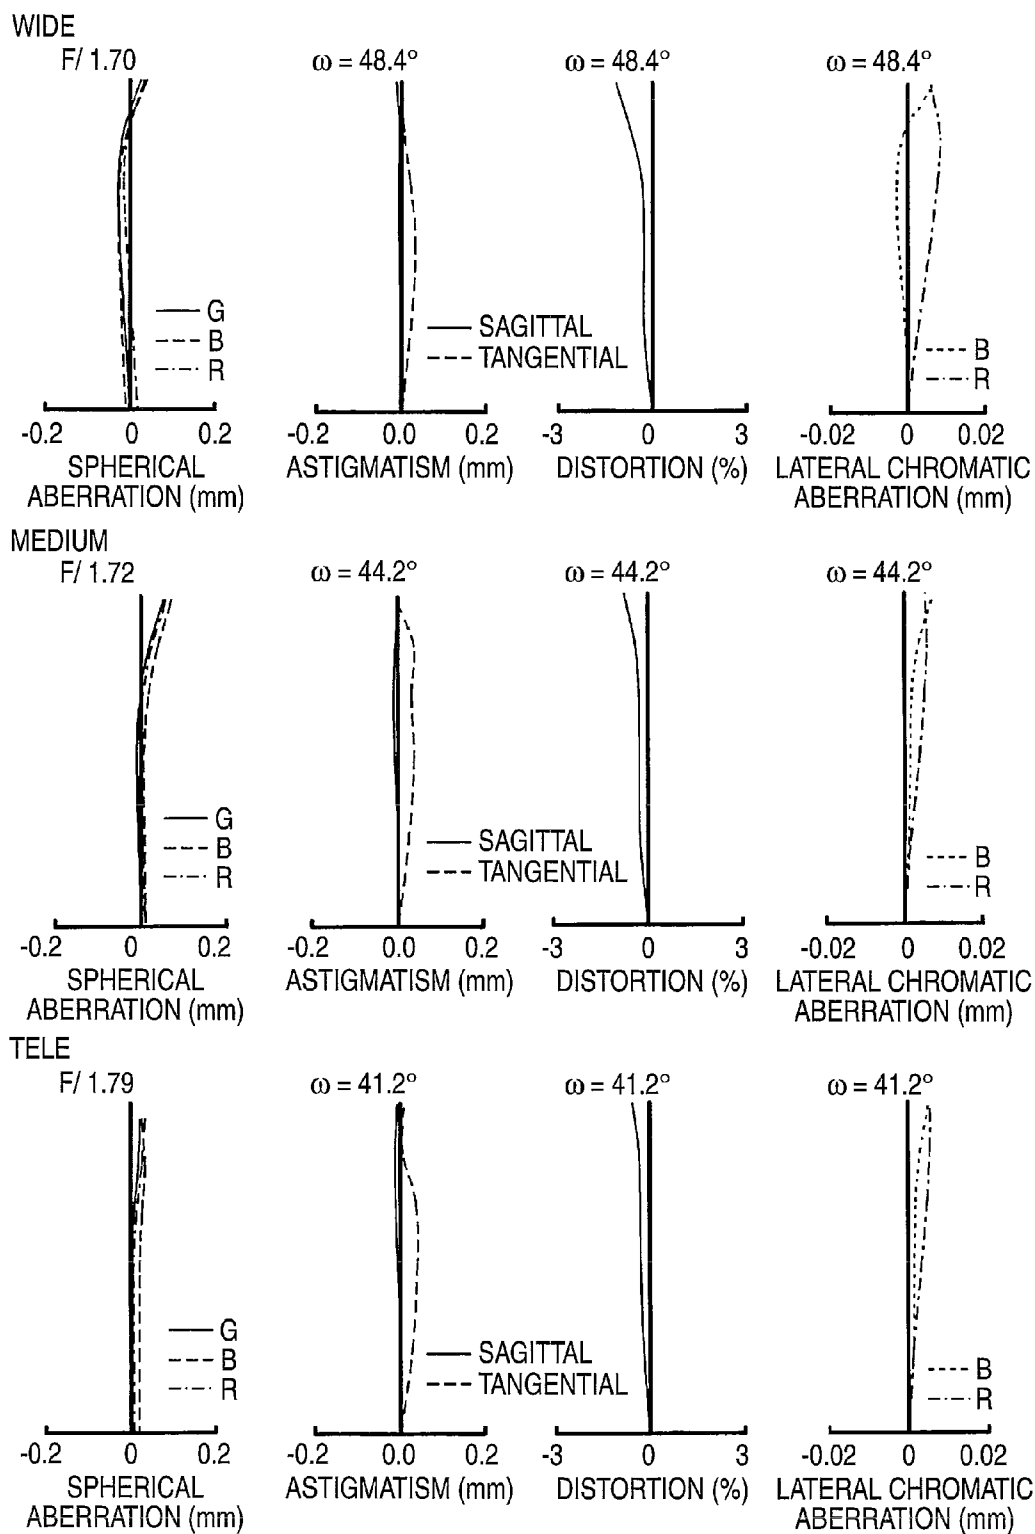 WIDE
F/ 1.70
ω = 48.4°
ω = 48.4°
ω = 48.4°
G
B
R
SAGITTAL
TANGENTIAL
B
R
-0.2 0 0.2
-0.2 0.0 0.2
-3 0 3
-0.02 0 0.02
SPHERICAL
ABERRATION (mm)
ASTIGMATISM (mm)
DISTORTION (%)
LATERAL CHROMATIC
ABERRATION (mm)
MEDIUM
F/ 1.72
ω = 44.2°
ω = 44.2°
ω = 44.2°
G
B
R
SAGITTAL
TANGENTIAL
B
R
-0.2 0 0.2
-0.2 0.0 0.2
-3 0 3
-0.02 0 0.02
SPHERICAL
ABERRATION (mm)
ASTIGMATISM (mm)
DISTORTION (%)
LATERAL CHROMATIC
ABERRATION (mm)
TELE
F/ 1.79
ω = 41.2°
ω = 41.2°
ω = 41.2°
G
B
R
SAGITTAL
TANGENTIAL
B
R
-0.2 0 0.2
-0.2 0.0 0.2
-3 0 3
-0.02 0 0.02
SPHERICAL
ABERRATION (mm)
ASTIGMATISM (mm)
DISTORTION (%)
LATERAL CHROMATIC
ABERRATION (mm)